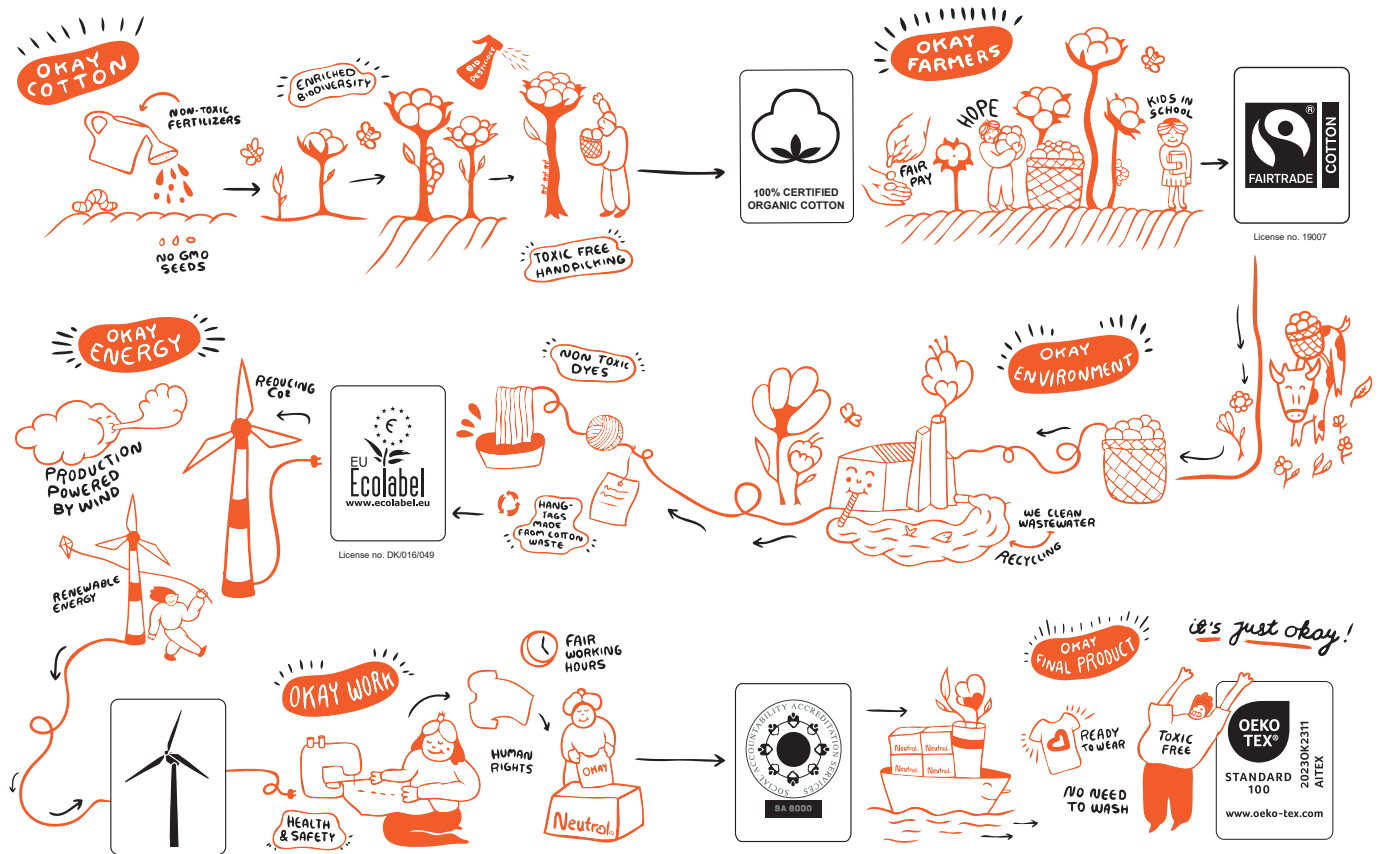 OKAY
COTTON
NON-TOXIC
FERTILIZERS
NO GMO
SEEDS
ENRICHED
BIODIVERSITY
BIO
PESTICIDE
TOXIC FREE
HANDPICKING
100% CERTIFIED
ORGANIC COTTON
OKAY
FARMERS
FAIR
PAY
HOPE
KIDS IN
SCHOOL
®
FAIRTRADE
COTTON
License no. 19007
OKAY
ENVIRONMENT
WE CLEAN
WASTEWATER
RECYCLING
NON TOXIC
DYES
HANG-
TAGS
MADE
FROM COTTON
WASTE
EU
Ecolabel
www.ecolabel.eu
License no. DK/016/049
OKAY
ENERGY
REDUCING
CO2
PRODUCTION
POWERED
BY WIND
RENEWABLE
ENERGY
OKAY WORK
HEALTH
& SAFETY
HUMAN
RIGHTS
FAIR
WORKING
HOURS
OKAY
Neutral®
SOCIAL ACCOUNTABILITY ACCREDITATION SERVICES
SA 8000
Neutral. Neutral.
Neutral. Neutral.
OKAY
FINAL PRODUCT
READY
TO WEAR
NO NEED
TO WASH
it's just okay!
TOXIC
FREE
OEKO
TEX®
STANDARD
100
2023OK2311
AITEX
www.oeko-tex.com